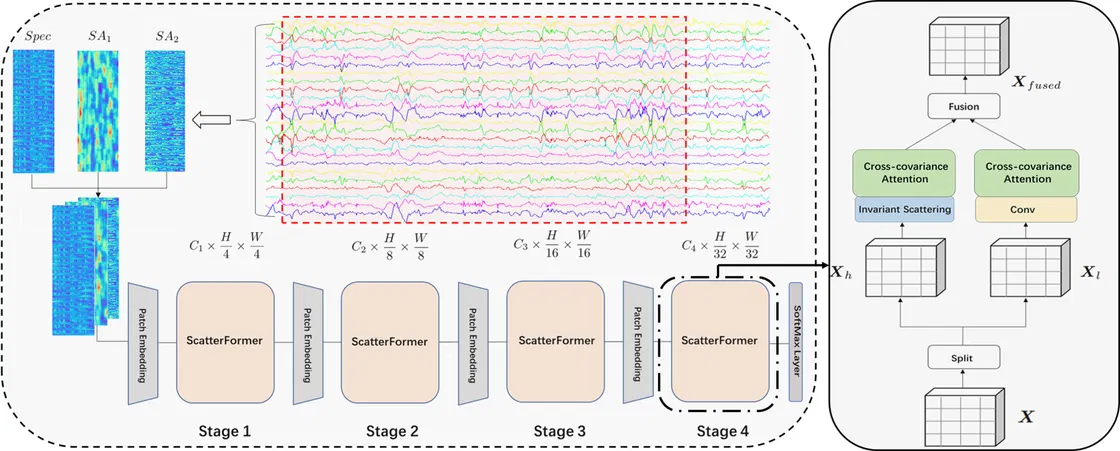 Spec SA₁ SA₂
C₁ × H/4 × W/4
C₂ × H/8 × W/8
C₃ × H/16 × W/16
C₄ × H/32 × W/32
Patch Embedding
ScatterFormer
Patch Embedding
ScatterFormer
Patch Embedding
ScatterFormer
Patch Embedding
ScatterFormer
SoftMax Layer
Stage 1
Stage 2
Stage 3
Stage 4
X_fused
Fusion
Cross-covariance
Attention
Cross-covariance
Attention
Invariant Scattering
Conv
X_h
X_l
Split
X